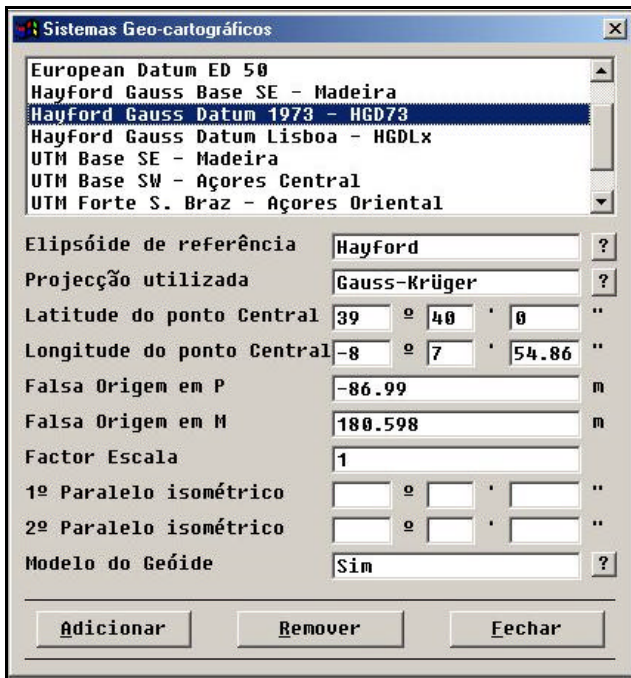 Sistemas Geo-cartográficos
European Datum ED 50
Hayford Gauss Base SE - Madeira
Hayford Gauss Datum 1973 - HGD73
Hayford Gauss Datum Lisboa - HGDLx
UTM Base SE - Madeira
UTM Base SW - Açores Central
UTM Forte S. Braz - Açores Oriental
Elipsóide de referência Hayford ?
Projecção utilizada Gauss-Krüger ?
Latitude do ponto Central 39 º 40 ' 0 "
Longitude do ponto Central -8 º 7 ' 54.86 "
Falsa Origem em P -86.99 m
Falsa Origem em M 180.598 m
Factor Escala 1
1º Paralelo isométrico º ' "
2º Paralelo isométrico º ' "
Modelo do Geóide Sim ?
Adicionar Remover Fechar